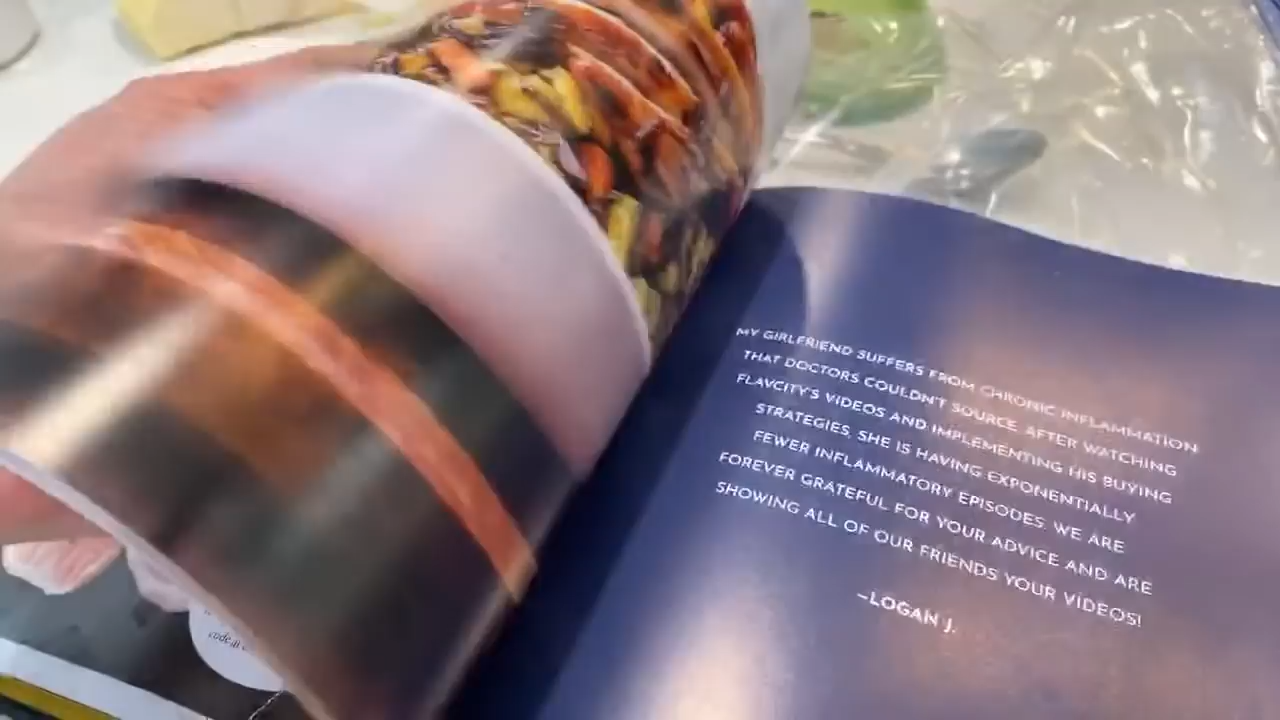 MY GIRLFRIEND SUFFERS FROM CHRONIC INFLAMMATION
THAT DOCTORS COULDN'T SOURCE. AFTER WATCHING
FLAVCITY'S VIDEOS AND IMPLEMENTING HIS BUYING
STRATEGIES, SHE IS HAVING EXPONENTIALLY
FEWER INFLAMMATORY EPISODES. WE ARE
FOREVER GRATEFUL FOR YOUR ADVICE AND ARE
SHOWING ALL OF OUR FRIENDS YOUR VIDEOS!
–LOGAN J.